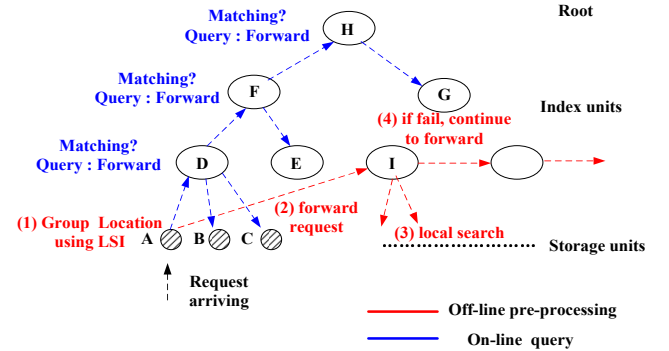 Matching?
Query : Forward
H
Root
Matching?
Query : Forward
F
G
Index units
(4) if fail, continue
to forward
Matching?
Query : Forward
D
E
I
(1) Group Location
using LSI
A
B
C
(2) forward
request
(3) local search
Storage units
Request
arriving
Off-line pre-processing
On-line query